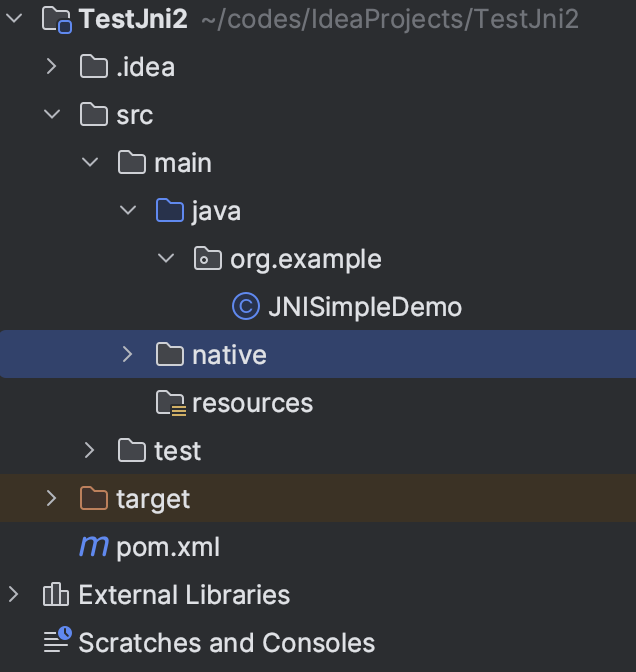 TestJni2 ~/codes/IdeaProjects/TestJni2
.idea
src
main
java
org.example
JNISimpleDemo
native
resources
test
target
pom.xml
External Libraries
Scratches and Consoles